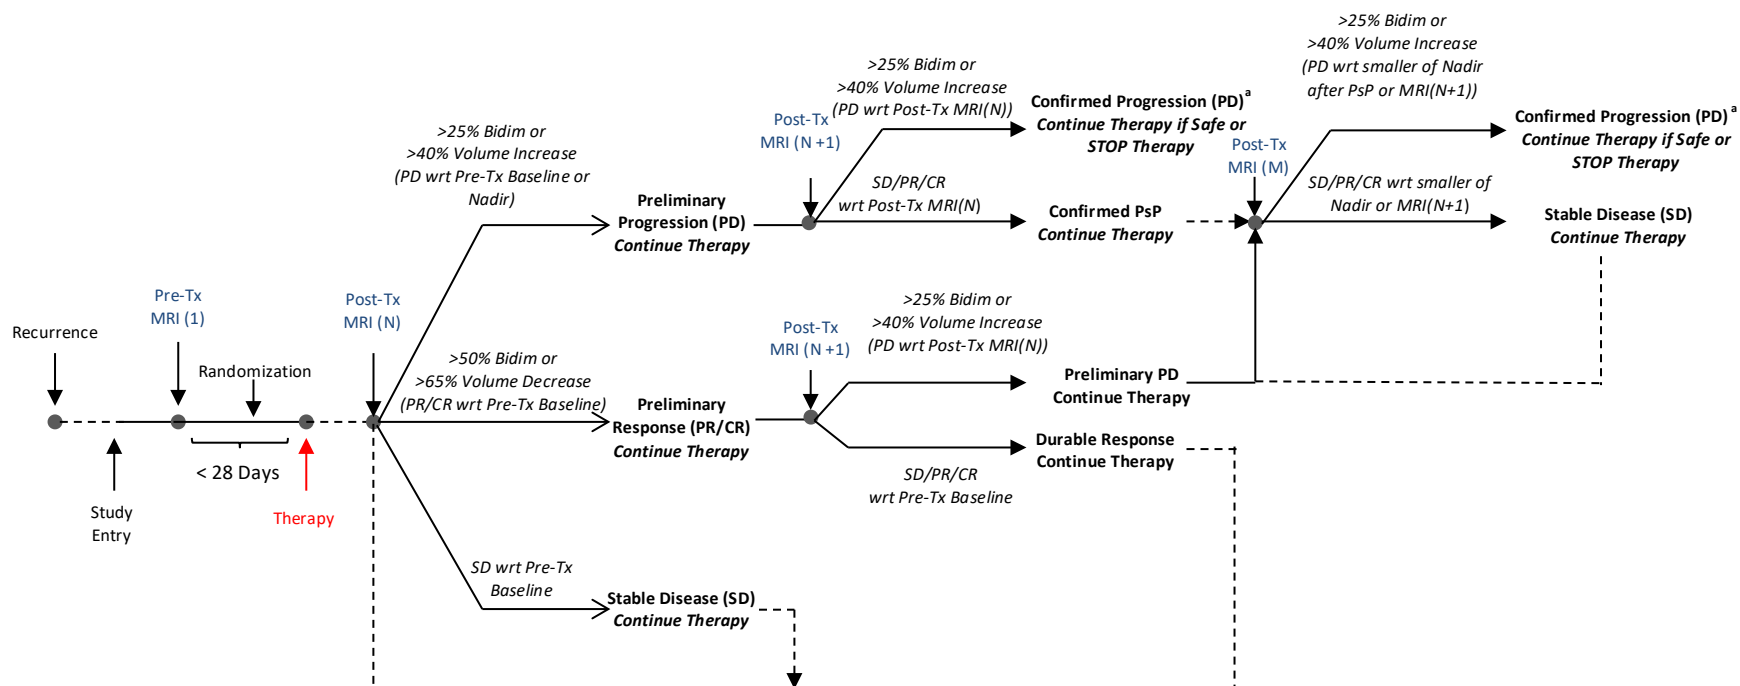 Recurrence
Study
Entry
Pre-Tx
MRI (1)
Randomization
< 28 Days
Therapy
Post-Tx
MRI (N)
>25% Bidim or
>40% Volume Increase
(PD wrt Pre-Tx Baseline or
Nadir)
Preliminary
Progression (PD)
Continue Therapy
>50% Bidim or
>65% Volume Decrease
(PR/CR wrt Pre-Tx Baseline)
Preliminary
Response (PR/CR)
Continue Therapy
SD wrt Pre-Tx
Baseline
Stable Disease (SD)
Continue Therapy
Post-Tx
MRI (N +1)
>25% Bidim or
>40% Volume Increase
(PD wrt Post-Tx MRI(N))
Confirmed Progression (PD)a
Continue Therapy if Safe or
STOP Therapy
SD/PR/CR
wrt Post-Tx MRI(N)
Confirmed PsP
Continue Therapy
Post-Tx
MRI (N +1)
>25% Bidim or
>40% Volume Increase
(PD wrt Post-Tx MRI(N))
Preliminary PD
Continue Therapy
SD/PR/CR
wrt Pre-Tx Baseline
Durable Response
Continue Therapy
Post-Tx
MRI (M)
>25% Bidim or
>40% Volume Increase
(PD wrt smaller of Nadir
after PsP or MRI(N+1))
Confirmed Progression (PD)a
Continue Therapy if Safe or
STOP Therapy
SD/PR/CR wrt smaller of
Nadir or MRI(N+1)
Stable Disease (SD)
Continue Therapy